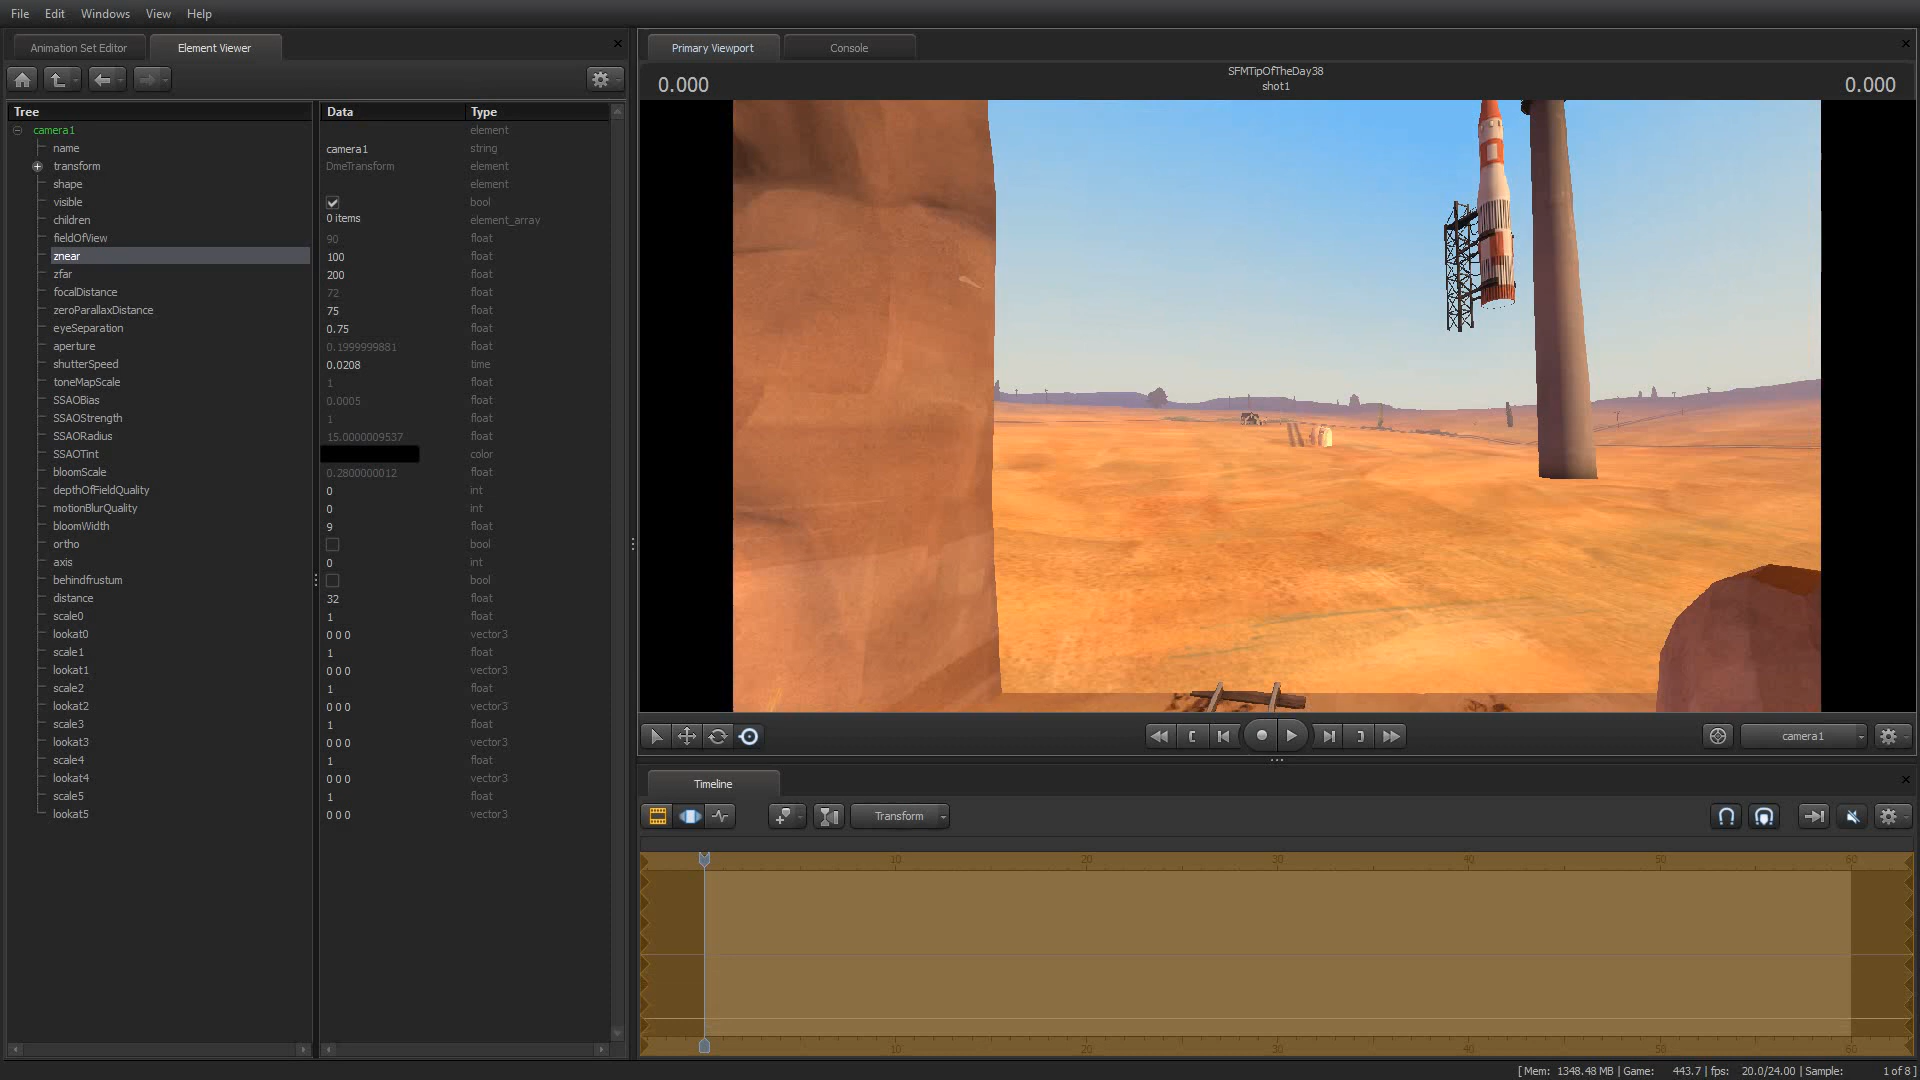 File Edit Windows View Help
Animation Set Editor Element Viewer
Primary Viewport Console
0.000 SFMTipOfTheDay38 0.000
shot1
Tree Data Type
camera1 element
name camera1 string
transform DmeTransform element
shape element
visible bool
children 0 items element_array
fieldOfView 90 float
znear 100 float
zfar 200 float
focalDistance 72 float
zeroParallaxDistance 75 float
eyeSeparation 0.75 float
aperture 0.1999999881 float
shutterSpeed 0.0208 time
toneMapScale 1 float
SSAOBias 0.0005 float
SSAOStrength 1 float
SSAORadius 15.0000009537 float
SSAOTint color
bloomScale 0.2800000012 float
depthOfFieldQuality 0 int
motionBlurQuality 0 int
bloomWidth 9 float
ortho bool
axis 0 int
behindfrustum bool
distance 32 float
scale0 1 float
lookat0 0 0 0 vector3
scale1 1 float
lookat1 0 0 0 vector3
scale2 1 float
lookat2 0 0 0 vector3
scale3 1 float
lookat3 0 0 0 vector3
scale4 1 float
lookat4 0 0 0 vector3
scale5 1 float
lookat5 0 0 0 vector3
camera1
Timeline
Transform
10 20 30 40 50 60
10 20 30 40 50 60
[ Mem: 1348.48 MB | Game: 443.7 | fps: 20.0/24.00 | Sample: 1 of 8 ]